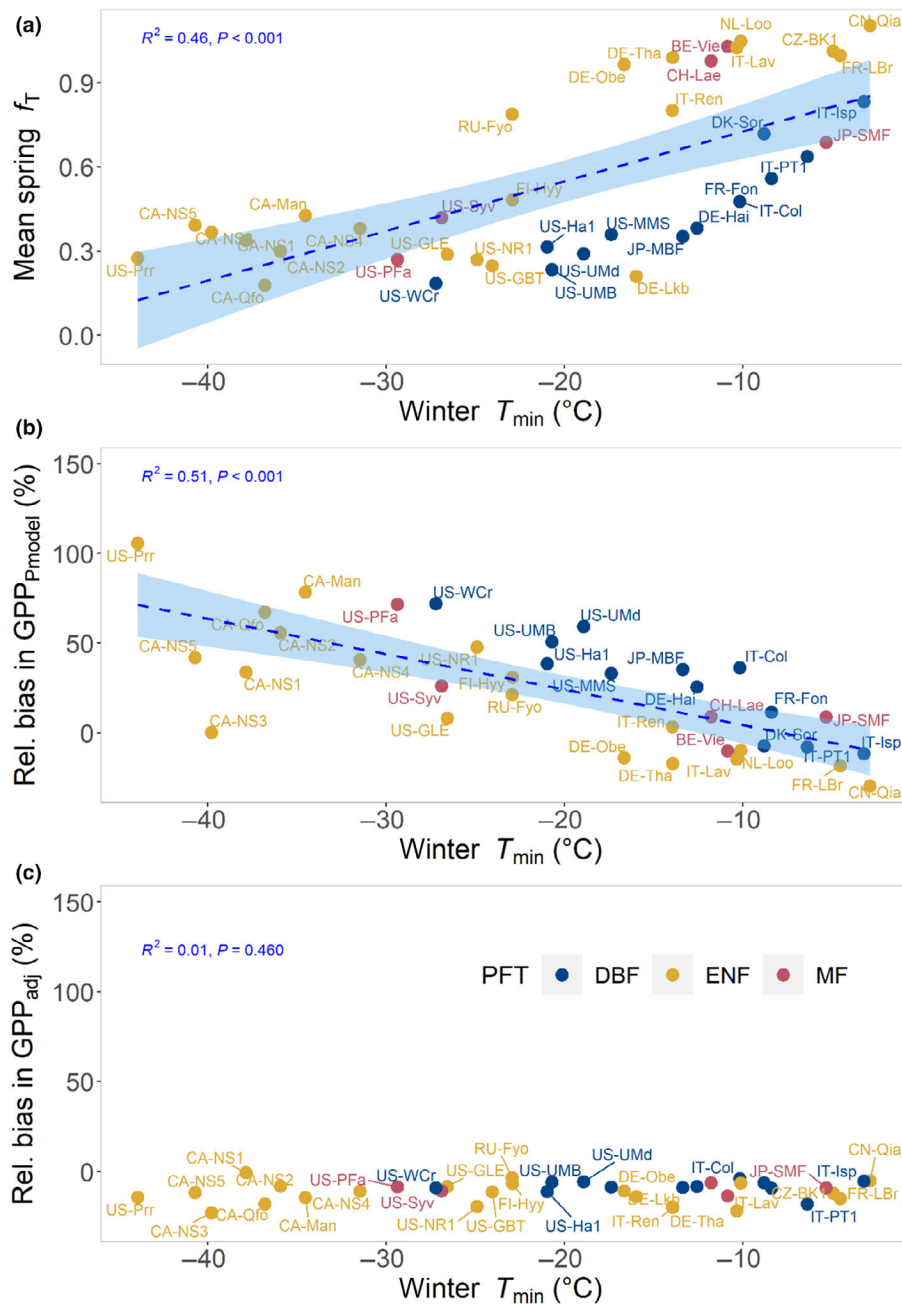 (a)
R² = 0.46, P < 0.001
NL-Loo
CN-Qia
BE-Vie
CZ-BK1
DE-Tha
IT-Lav
DE-Obe
CH-Lae
FR-LBr
0.9
IT-Ren
IT-Isp
DK-Sor
RU-Fyo
JP-SMF
Mean spring fT
0.6
IT-PT1
FI-Hyy
FR-Fon
CA-Man
US-Syv
IT-Col
CA-NS5
US-Ha1
US-MMS
DE-Hai
CA-NS3
CA-NS1
CA-NS4
US-GLE
US-NR1
JP-MBF
0.3
US-Prr
CA-NS2
US-PFa
US-GBT
US-UMd
CA-Qfo
US-WCr
US-UMB
DE-Lkb
0.0
−40
−30
−20
−10
Winter Tmin (°C)
(b)
150
R² = 0.51, P < 0.001
Rel. bias in GPPPmodel (%)
100
US-Prr
CA-Man
US-PFa
US-WCr
US-UMd
CA-Qfo
US-UMB
50
CA-NS5
CA-NS2
US-NR1
US-Ha1
JP-MBF
IT-Col
CA-NS1
CA-NS4
FI-Hyy
US-MMS
US-Syv
RU-Fyo
DE-Hai
CH-Lae
FR-Fon
CA-NS3
US-GLE
IT-Ren
JP-SMF
0
DE-Obe
BE-Vie
DK-Sor
IT-Isp
DE-Tha
IT-Lav
NL-Loo
IT-PT1
FR-LBr
CN-Qia
−40
−30
−20
−10
Winter Tmin (°C)
(c)
150
R² = 0.01, P = 0.460
Rel. bias in GPPadj (%)
PFT DBF ENF MF
100
50
CA-NS1
RU-Fyo
CN-Qia
CA-NS5
CA-NS2
US-PFa
US-WCr
US-GLE
US-UMB
US-UMd
IT-Col
JP-SMF
IT-Isp
0
DE-Obe
US-Prr
CA-NS4
US-Syv
FI-Hyy
DE-Lkb
IT-Lav
CZ-BK1
FR-LBr
CA-NS3
CA-Qfo
CA-Man
US-NR1
US-GBT
US-Ha1
IT-Ren
DE-Tha
IT-PT1
−40
−30
−20
−10
Winter Tmin (°C)